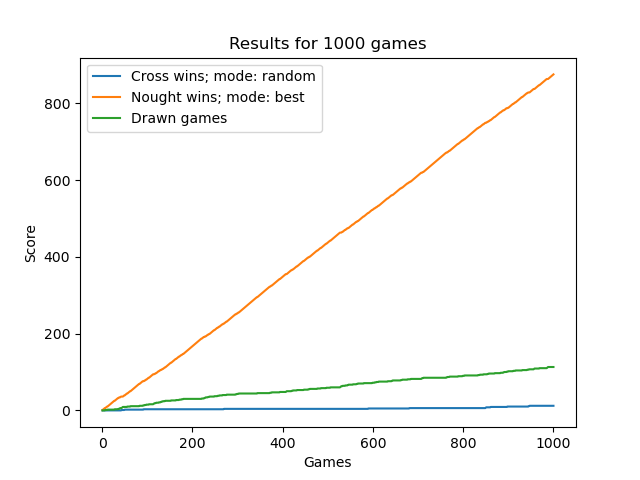 Results for 1000 games
Cross wins; mode: random
Nought wins; mode: best
Drawn games
Score
800
600
400
200
0
0 200 400 600 800 1000
Games